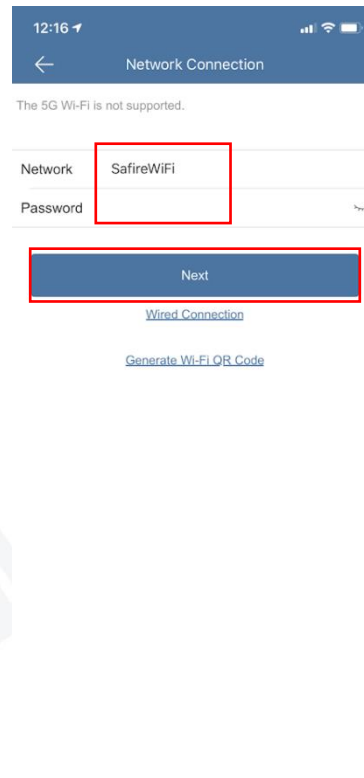 12:16
Network Connection
The 5G Wi-Fi is not supported.
Network SafireWiFi
Password
Next
Wired Connection
Generate Wi-Fi QR Code